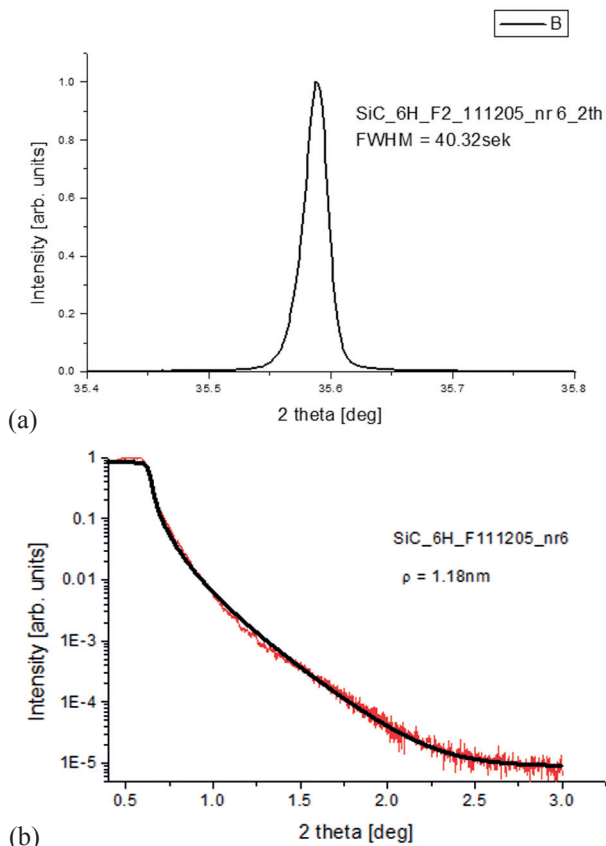 B
SiC_6H_F2_111205_nr 6_2th
FWHM = 40.32sek
Intensity [arb. units]
1.0
0.8
0.6
0.4
0.2
0.0
35.4 35.5 35.6 35.7 35.8
2 theta [deg]
(a)
SiC_6H_F111205_nr6
ρ = 1.18nm
Intensity [arb. units]
1
0.1
0.01
1E-3
1E-4
1E-5
0.5 1.0 1.5 2.0 2.5 3.0
2 theta [deg]
(b)